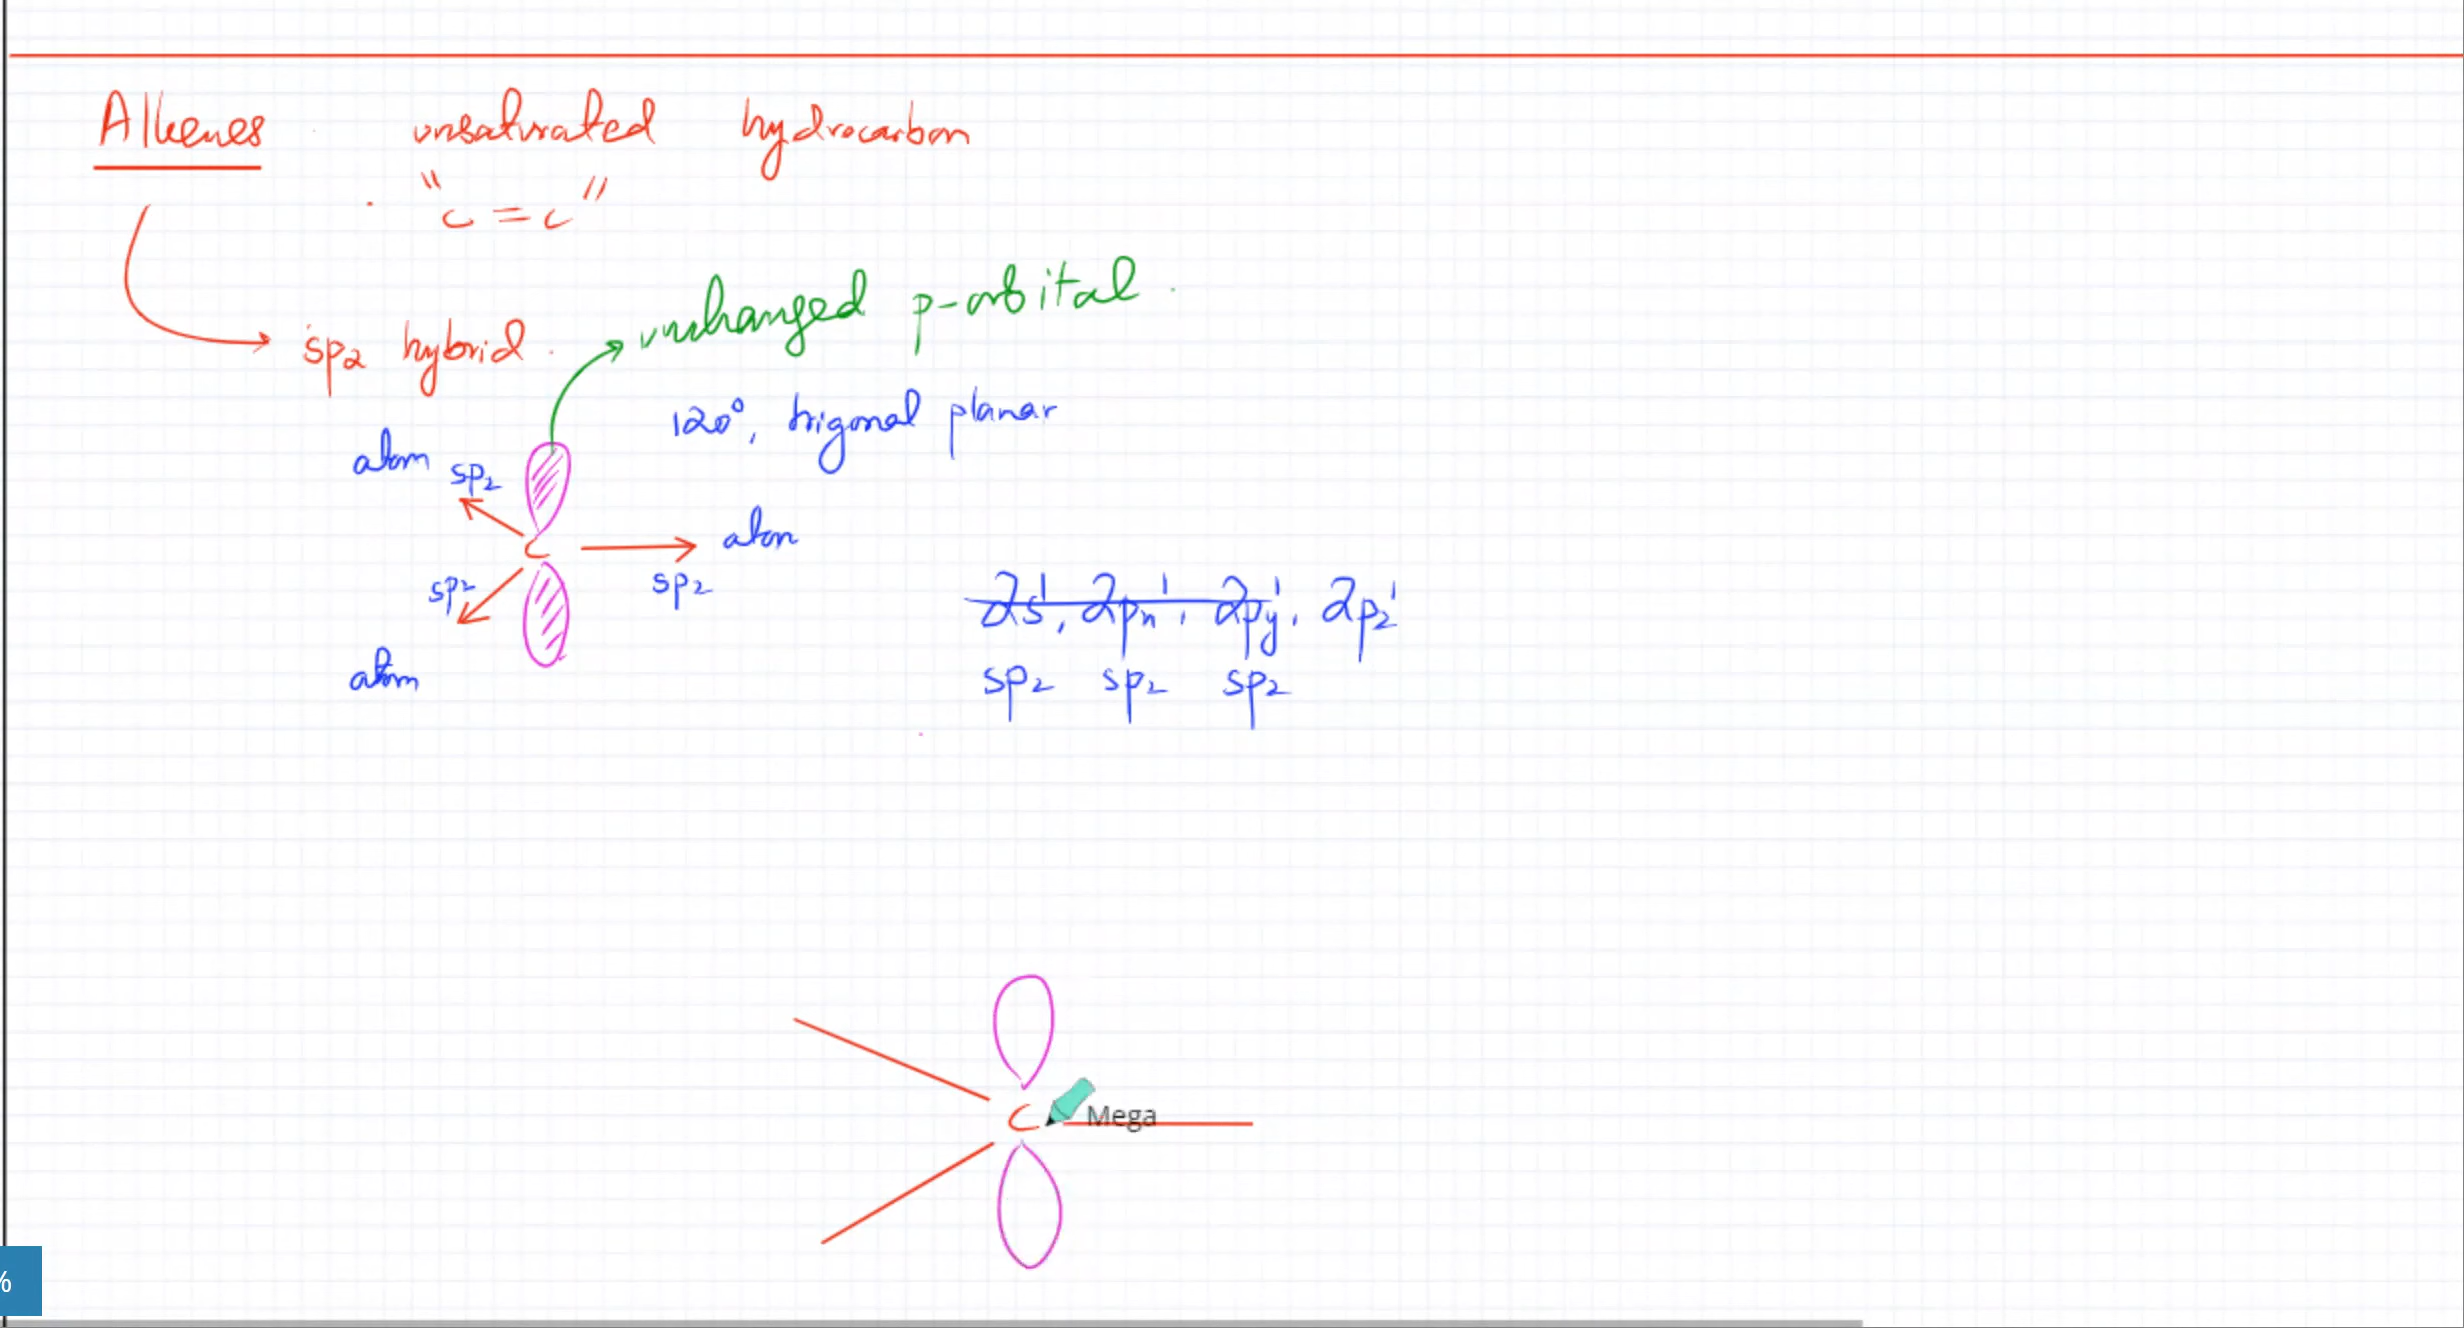 Alkenes unsaturated hydrocarbon
"C=C"
unchanged p-orbital
sp2 hybrid
120°, trigonal planar
atom sp2
C atom
sp2 sp2
2s¹, 2px¹, 2py¹, 2pz¹
atom sp2 sp2 sp2
C Mega
%